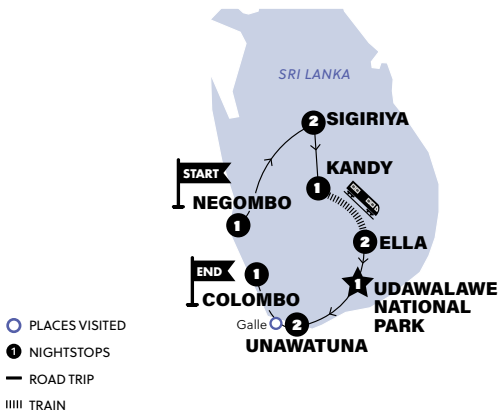 SRI LANKA
2 SIGIRIYA
KANDY
1
START
NEGOMBO
1
2 ELLA
END
1
COLOMBO
1 UDAWALAWE
NATIONAL
PARK
Galle
2
UNAWATUNA
PLACES VISITED
1 NIGHTSTOPS
ROAD TRIP
TRAIN